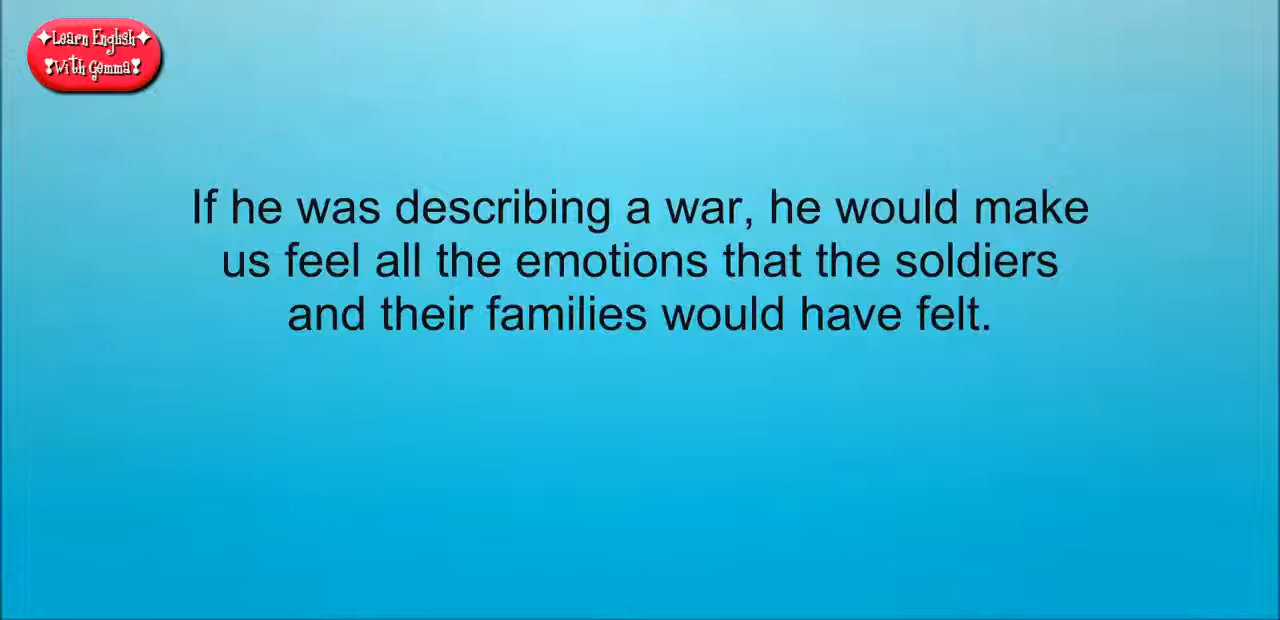 ✦Learn English✦
❣With Gemma❣
If he was describing a war, he would make
us feel all the emotions that the soldiers
and their families would have felt.